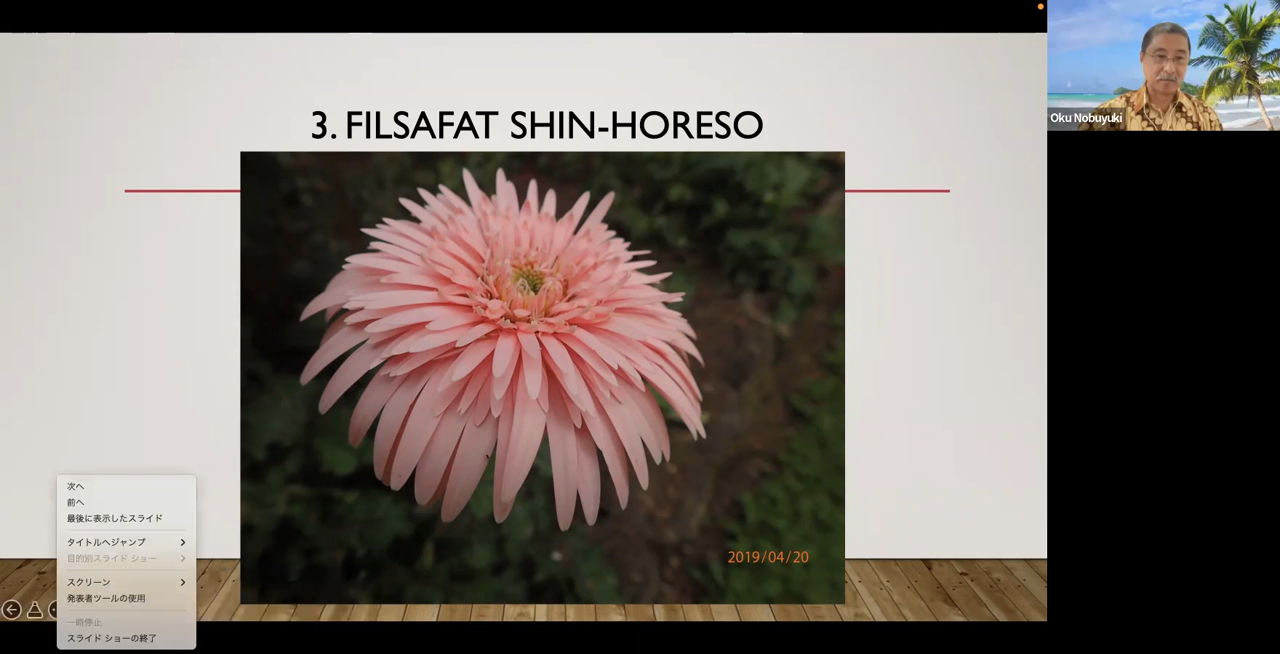 3. FILSAFAT SHIN-HORESO
2019/04/20
次へ
前へ
最後に表示したスライド
タイトルへジャンプ
目的別スライド ショー
スクリーン
発表者ツールの使用
一時停止
スライド ショーの終了
Oku Nobuyuki